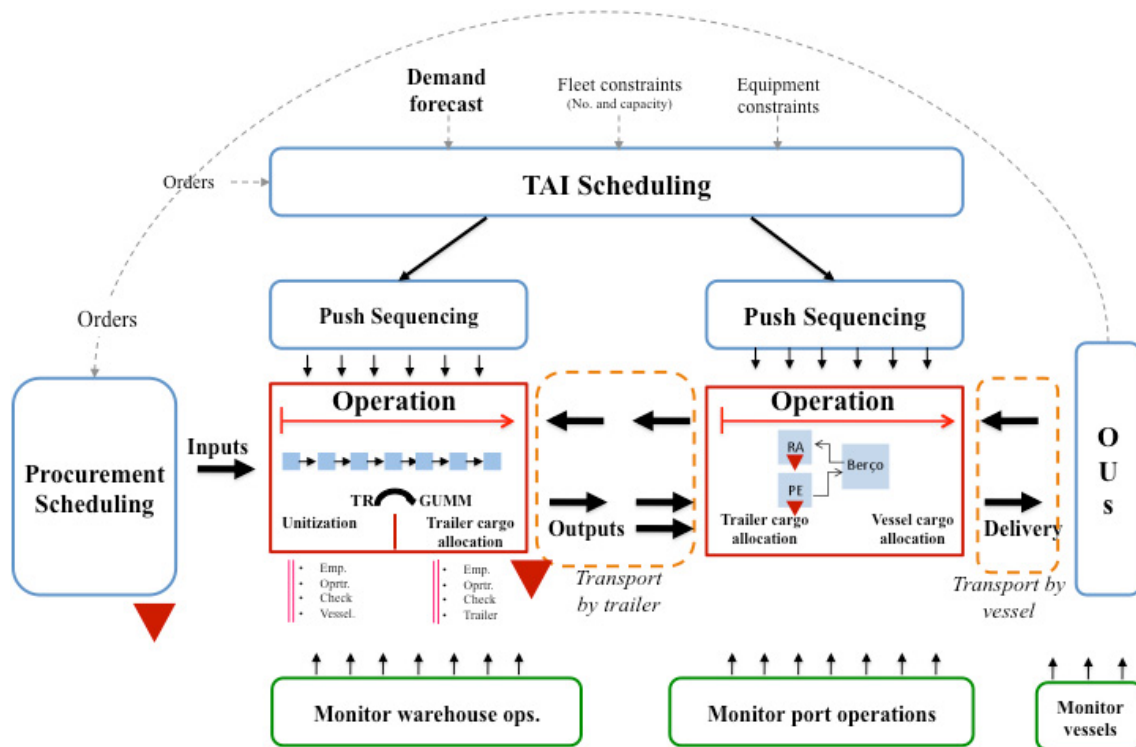 Demand
forecast
Fleet constraints
(No. and capacity)
Equipment
constraints
Orders
TAI Scheduling
Orders
Push Sequencing
Push Sequencing
Procurement
Scheduling
Inputs
Operation
TR
GUMM
Unitization
Trailer cargo
allocation
• Emp.
• Oprtr.
• Check
• Vessel.
• Emp.
• Oprtr.
• Check
• Trailer
Outputs
Transport
by trailer
Operation
RA
PE
Berço
Trailer cargo
allocation
Vessel cargo
allocation
Delivery
Transport by
vessel
O
U
s
Monitor warehouse ops.
Monitor port operations
Monitor
vessels